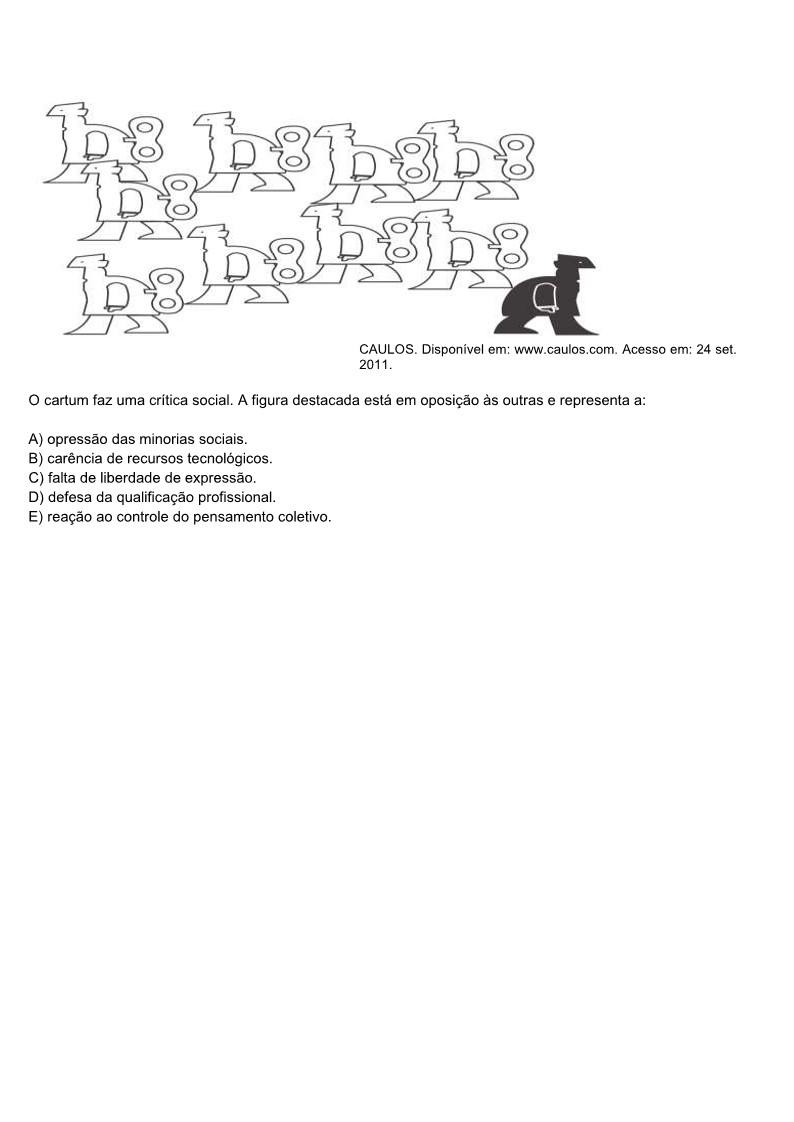 CAULOS. Disponível em: www.caulos.com. Acesso em: 24 set.
2011.
O cartum faz uma crítica social. A figura destacada está em oposição às outras e representa a:
A) opressão das minorias sociais.
B) carência de recursos tecnológicos.
C) falta de liberdade de expressão.
D) defesa da qualificação profissional.
E) reação ao controle do pensamento coletivo.